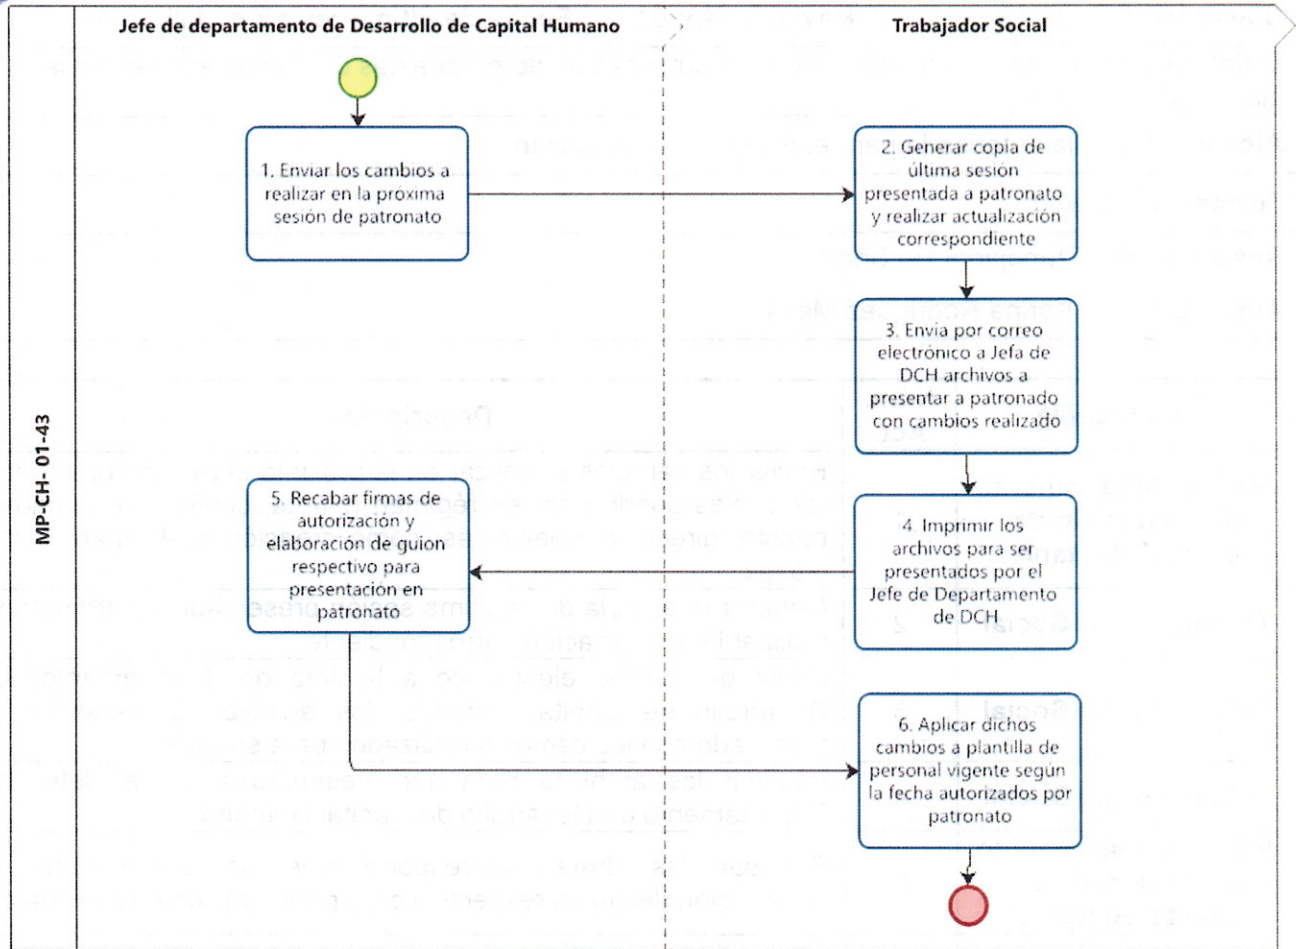 Jefe de departamento de Desarrollo de Capital Humano
Trabajador Social
MP-CH- 01-43
1. Enviar los cambios a
realizar en la próxima
sesión de patronato
2. Generar copia de
última sesión
presentada a patronato
y realizar actualización
correspondiente
3. Envía por correo
electrónico a Jefa de
DCH archivos a
presentar a patronado
con cambios realizado
4. Imprimir los
archivos para ser
presentados por el
Jefe de Departamento
de DCH
5. Recabar firmas de
autorización y
elaboración de guion
respectivo para
presentación en
patronato
6. Aplicar dichos
cambios a plantilla de
personal vigente según
la fecha autorizados por
patronato